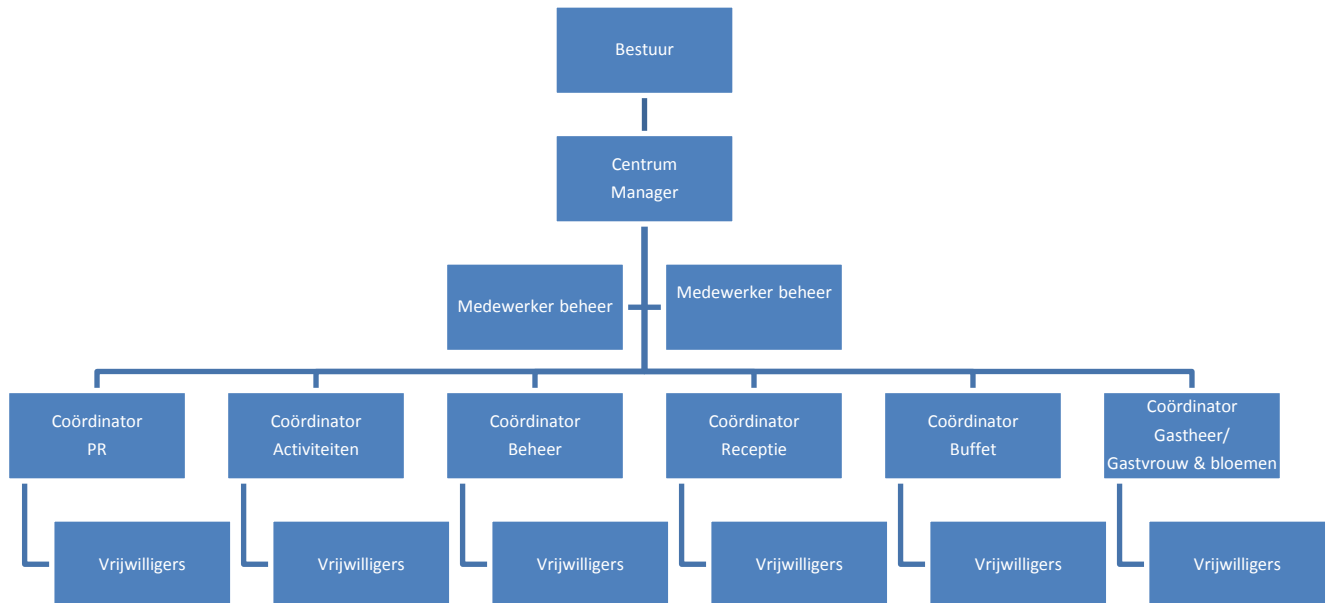 Bestuur
Centrum
Manager
Medewerker beheer
Medewerker beheer
Coördinator
PR
Coördinator
Activiteiten
Coördinator
Beheer
Coördinator
Receptie
Coördinator
Buffet
Coördinator
Gastheer/
Gastvrouw & bloemen
Vrijwilligers
Vrijwilligers
Vrijwilligers
Vrijwilligers
Vrijwilligers
Vrijwilligers